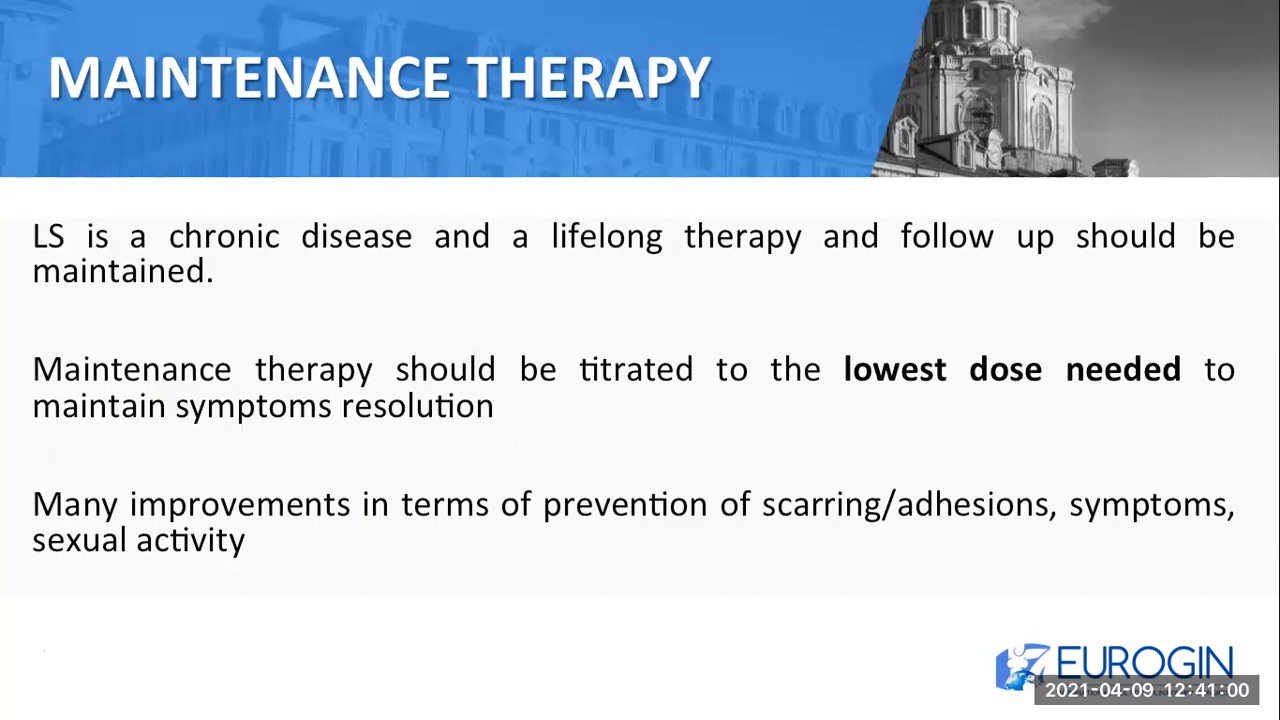 MAINTENANCE THERAPY
LS is a chronic disease and a lifelong therapy and follow up should be
maintained.
Maintenance therapy should be titrated to the lowest dose needed to
maintain symptoms resolution
Many improvements in terms of prevention of scarring/adhesions, symptoms,
sexual activity
EUROGIN
2021-04-09 12:41:00